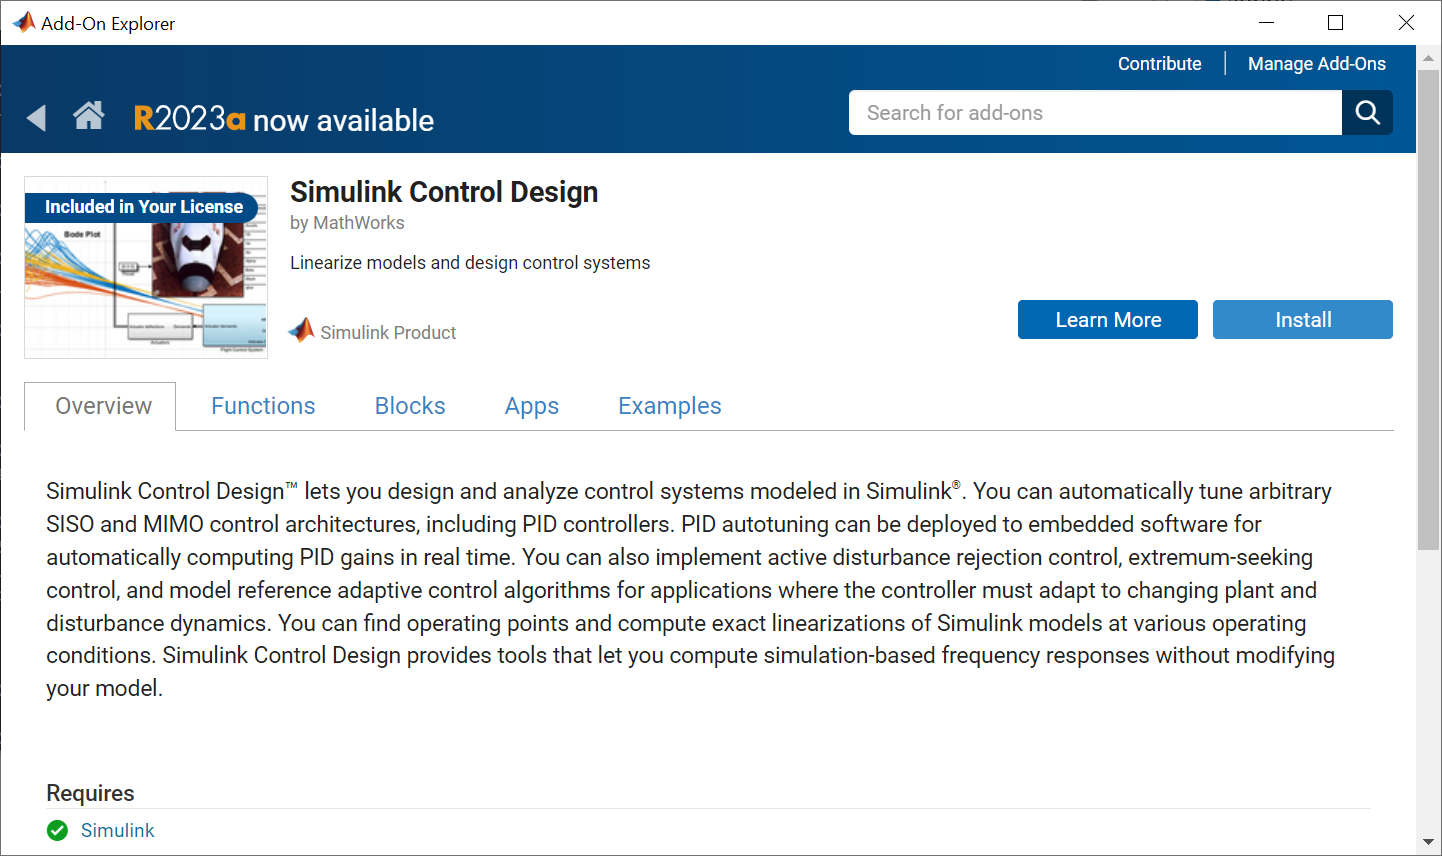 Add-On Explorer
Contribute
Manage Add-Ons
R2023a now available
Search for add-ons
Included in Your License
Bode Plot
Simulink Control Design
by MathWorks
Linearize models and design control systems
Simulink Product
Learn More
Install
Overview
Functions
Blocks
Apps
Examples
Simulink Control Design™ lets you design and analyze control systems modeled in Simulink®. You can automatically tune arbitrary
SISO and MIMO control architectures, including PID controllers. PID autotuning can be deployed to embedded software for
automatically computing PID gains in real time. You can also implement active disturbance rejection control, extremum-seeking
control, and model reference adaptive control algorithms for applications where the controller must adapt to changing plant and
disturbance dynamics. You can find operating points and compute exact linearizations of Simulink models at various operating
conditions. Simulink Control Design provides tools that let you compute simulation-based frequency responses without modifying
your model.
Requires
Simulink